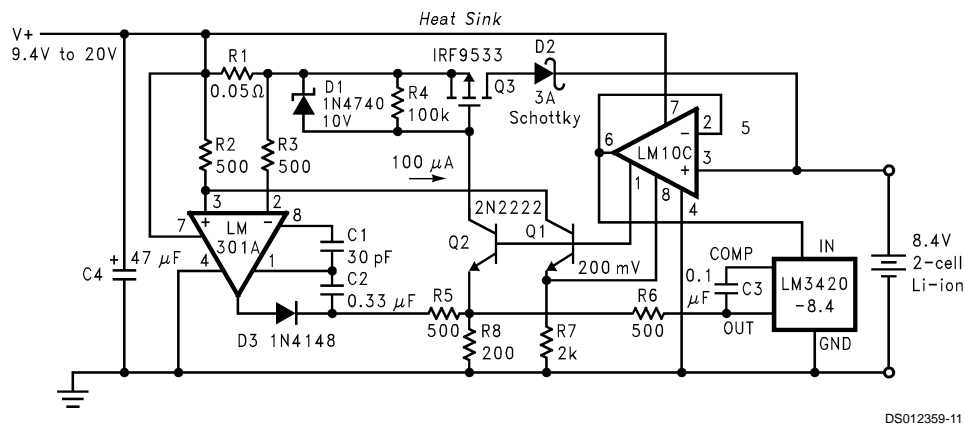 Heat Sink
V+
9.4V to 20V
R1
0.05Ω
D1
1N4740
10V
R4
100k
IRF9533
Q3
D2
3A
Schottky
7
6
2
5
LM10C
−
+
3
1
8
4
R2
500
R3
500
100 μA
3
2
7
+
−
8
LM
301A
4
1
C1
30 pF
C2
0.33 μF
C4
+
47 μF
2N2222
Q2
Q1
200 mV
D3 1N4148
R5
500
R8
200
R7
2k
R6
500
COMP
0.1
μF
C3
OUT
IN
LM3420
-8.4
GND
8.4V
2-cell
Li-ion
DS012359-11